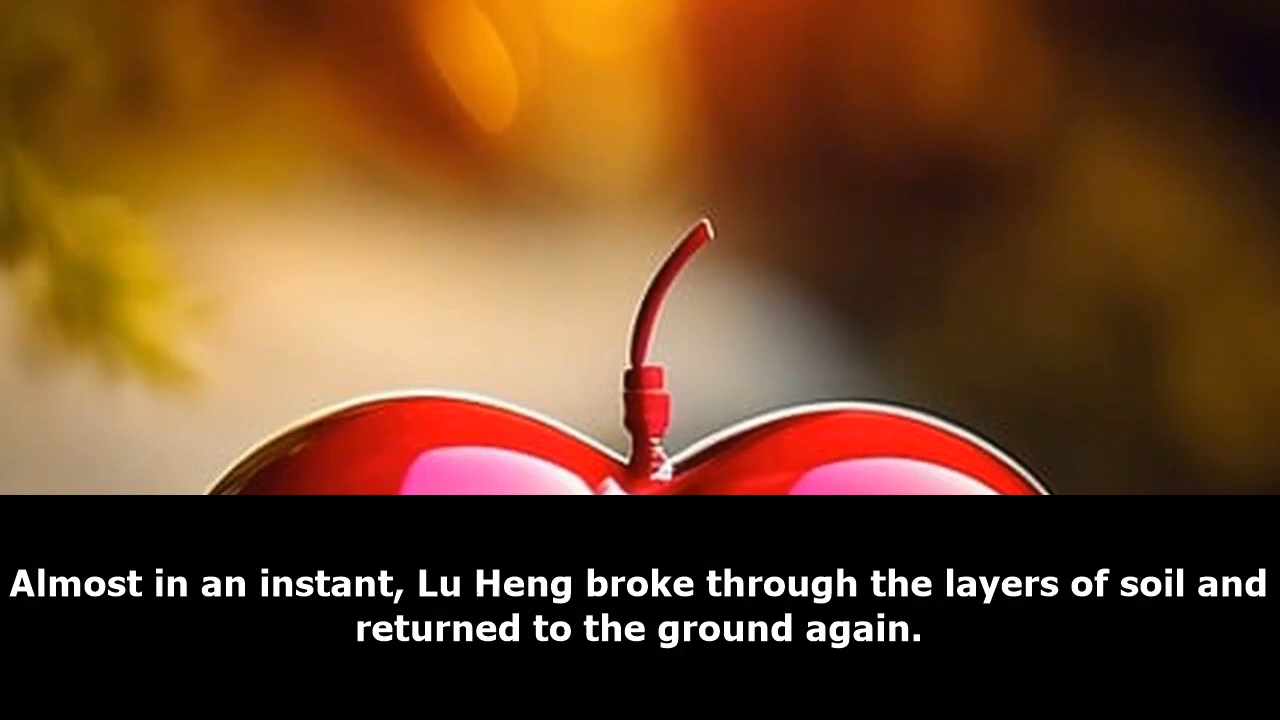 Almost in an instant, Lu Heng broke through the layers of soil and
returned to the ground again.